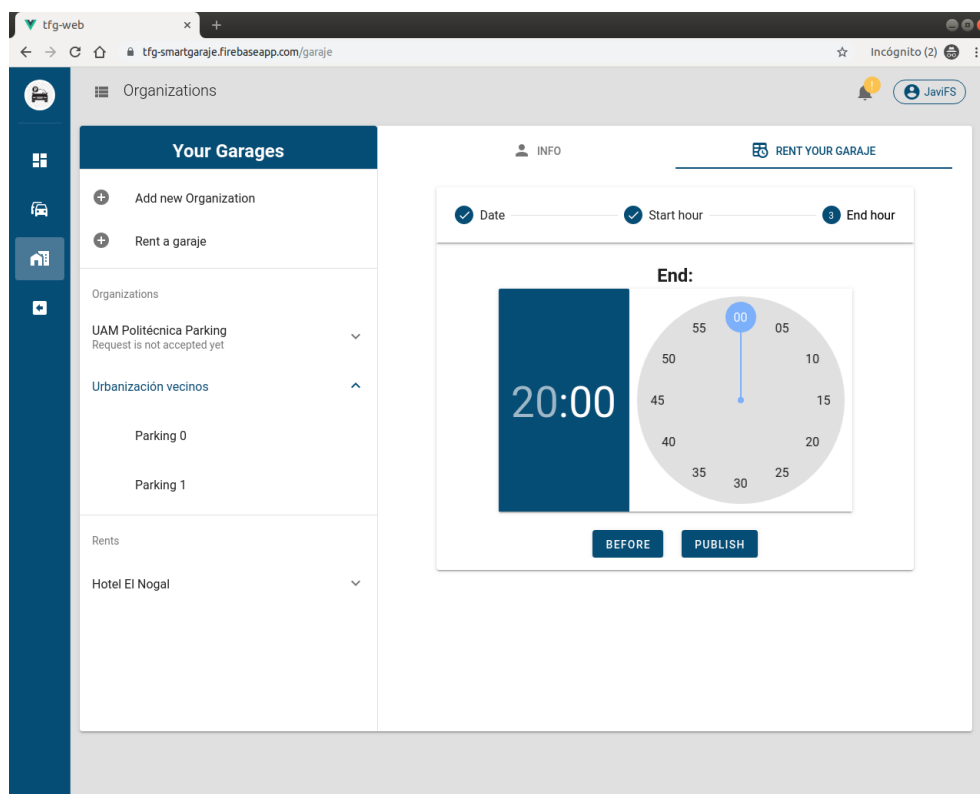 tfg-web
tfg-smartgaraje.firebaseapp.com/garaje
Incógnito (2)
Organizations
!
JaviFS
Your Garages
Add new Organization
Rent a garaje
Organizations
UAM Politécnica Parking
Request is not accepted yet
Urbanización vecinos
Parking 0
Parking 1
Rents
Hotel El Nogal
INFO
RENT YOUR GARAJE
Date
Start hour
3 End hour
End:
20:00
00
05
10
15
20
25
30
35
40
45
50
55
BEFORE
PUBLISH